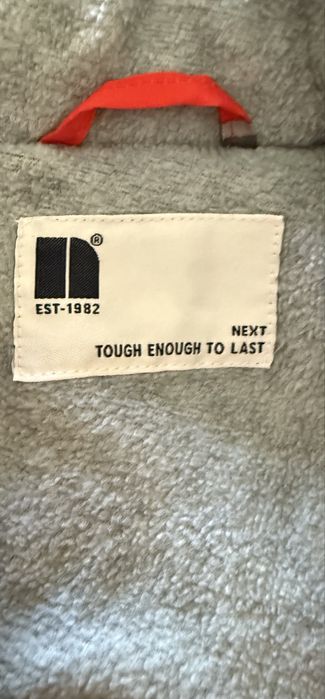 ®
EST-1982
NEXT
TOUGH ENOUGH TO LAST